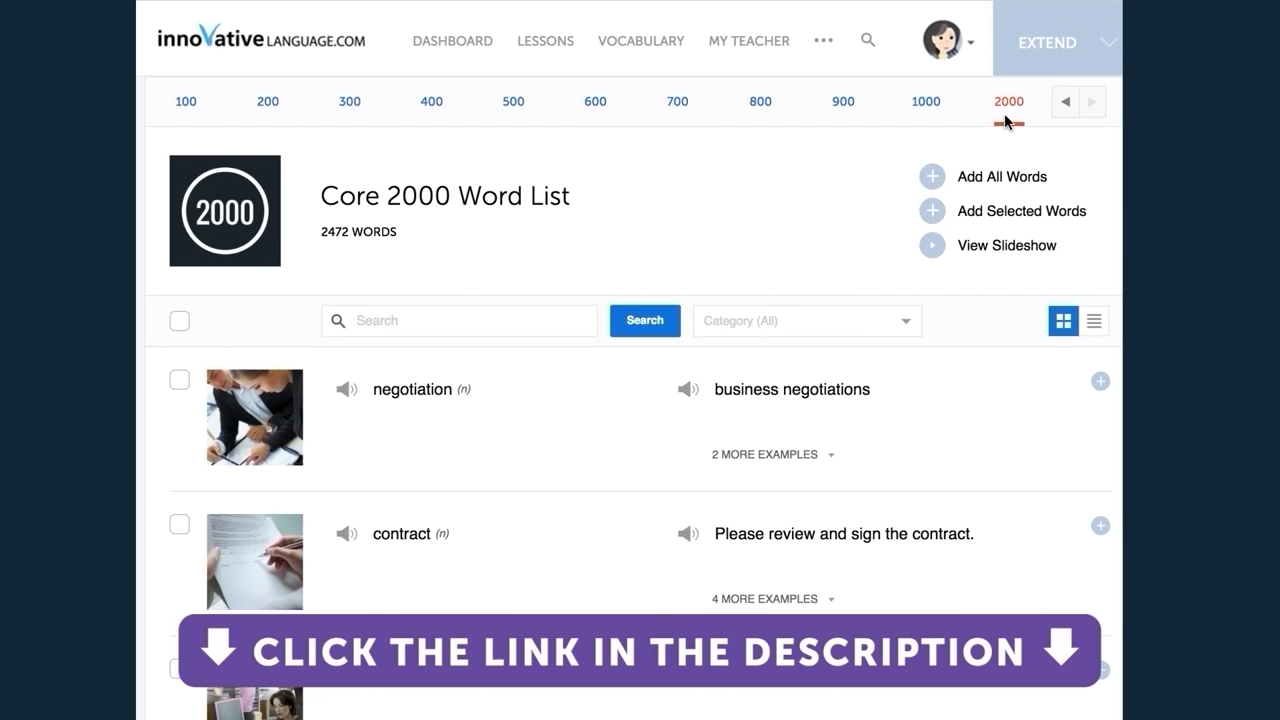 innoVative LANGUAGE.COM DASHBOARD LESSONS VOCABULARY MY TEACHER ••• EXTEND
100 200 300 400 500 600 700 800 900 1000 2000
2000
Core 2000 Word List
2472 WORDS
Add All Words
Add Selected Words
View Slideshow
Search Search Category (All)
negotiation (n) business negotiations
2 MORE EXAMPLES
contract (n) Please review and sign the contract.
4 MORE EXAMPLES
CLICK THE LINK IN THE DESCRIPTION